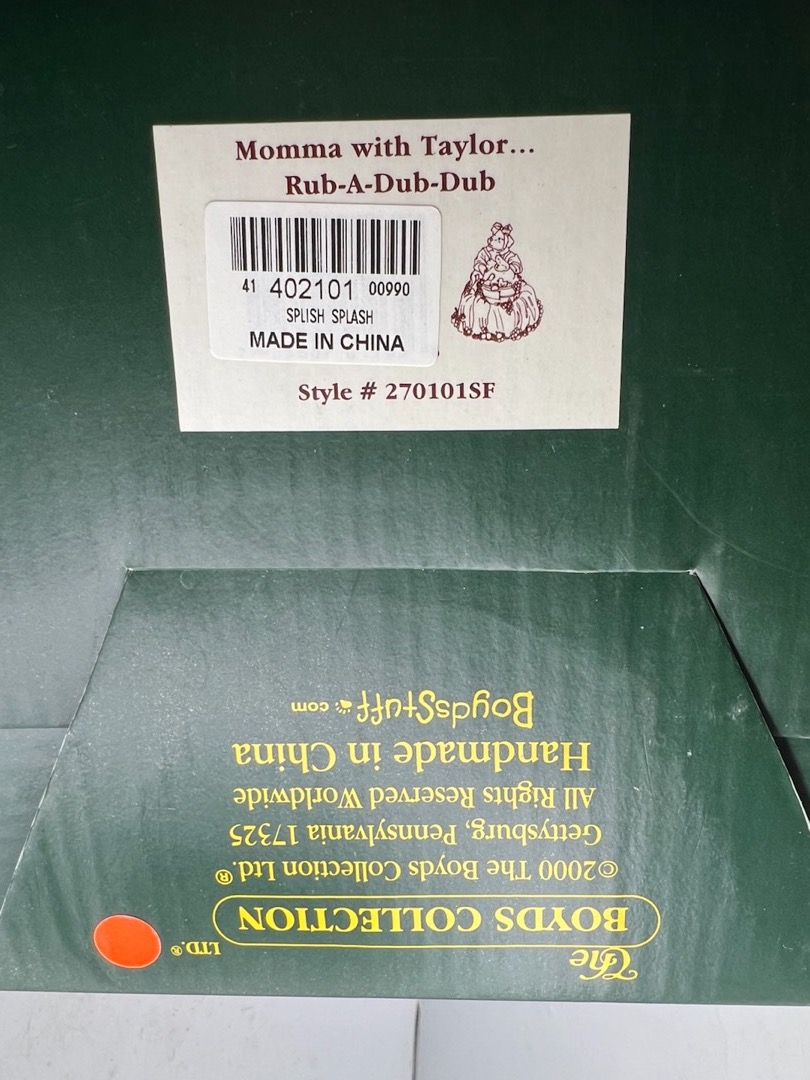 Momma with Taylor...
Rub-A-Dub-Dub
41 402101 00990
SPLISH SPLASH
MADE IN CHINA
Style # 270101SF
The
BOYDS COLLECTION
LTD.®
©2000 The Boyds Collection Ltd.®
Gettysburg, Pennsylvania 17325
All Rights Reserved Worldwide
Handmade in China
BoydsStuff.com